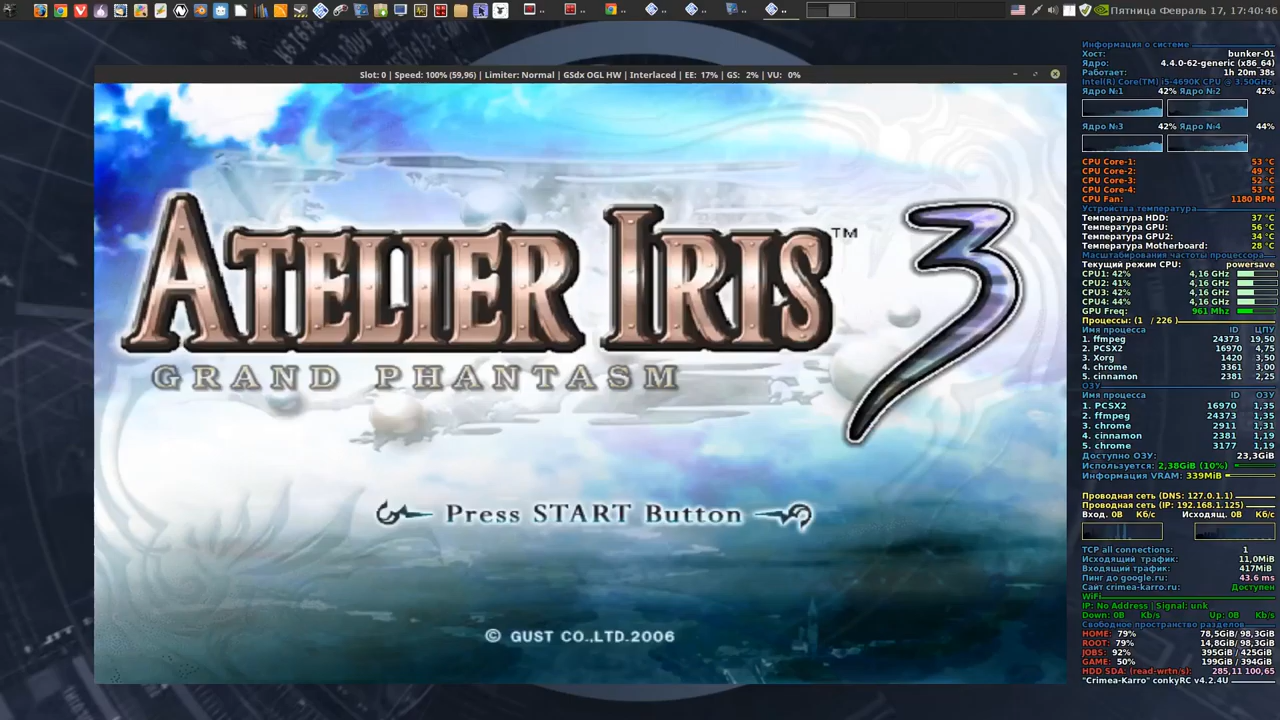 Пятница Февраль 17, 17:40:46
Slot: 0 | Speed: 100% (59,96) | Limiter: Normal | GSdx OGL HW | Interlaced | EE: 17% | GS: 2% | VU: 0%
ATELIER IRIS 3
TM
GRAND PHANTASM
Press START Button
© GUST CO.,LTD.2006
Информация о системе
Хост: bunker-01
Ядро: 4.4.0-62-generic (x86_64)
Работает: 1h 20m 38s
Intel(R) Core(TM) i5-4690K CPU @ 3.50GHz
Ядро №1 42% Ядро №2 42%
Ядро №3 42% Ядро №4 44%
CPU Core-1: 53 °C
CPU Core-2: 49 °C
CPU Core-3: 52 °C
CPU Core-4: 53 °C
CPU Fan: 1180 RPM
Устройства температура
Температура HDD: 37 °C
Температура GPU: 56 °C
Температура GPU2: 34 °C
Температура Motherboard: 28 °C
Масштабирования частоты процессора
Текущий режим CPU: powersave
CPU1: 42% 4,16 GHz
CPU2: 41% 4,16 GHz
CPU3: 42% 4,16 GHz
CPU4: 44% 4,16 GHz
GPU Freq: 961 Mhz
Процессы: (1 / 226 )
Имя процесса ID ЦПУ
1. ffmpeg 24373 19,50
2. PCSX2 16970 4,75
3. Xorg 1420 3,50
4. chrome 3361 3,00
5. cinnamon 2381 2,25
ОЗУ
Имя процесса ID ОЗУ
1. PCSX2 16970 1,35
2. ffmpeg 24373 1,35
3. chrome 2911 1,31
4. cinnamon 2381 1,19
5. chrome 3177 1,19
Доступно ОЗУ: 23,3GiB
Используется: 2,38GiB (10%)
Информация VRAM: 339MiB
Проводная сеть (DNS: 127.0.1.1)
Проводная сеть (IP: 192.168.1.125)
Вход. 0B Кб/с Исходящ. 0B Кб/с
TCP all connections: 1
Исходящий трафик: 11,0MiB
Входящий трафик: 417MiB
Пинг до google.ru: 43.6 ms
Сайт crimea-karro.ru: Доступен
WiFi
IP: No Address | Signal: unk
Down: 0B Kb/s Up: 0B Kb/s
Свободное пространство разделов
HOME: 79% 78,5GiB/ 98,3GiB
ROOT: 79% 14,8GiB/ 98,3GiB
JOBS: 92% 395GiB / 425GiB
GAME: 50% 199GiB / 394GiB
HDD SDA: (read-wrtn/s): 285,11 100,65
"Crimea-Karro" conkyRC v4.2.4U